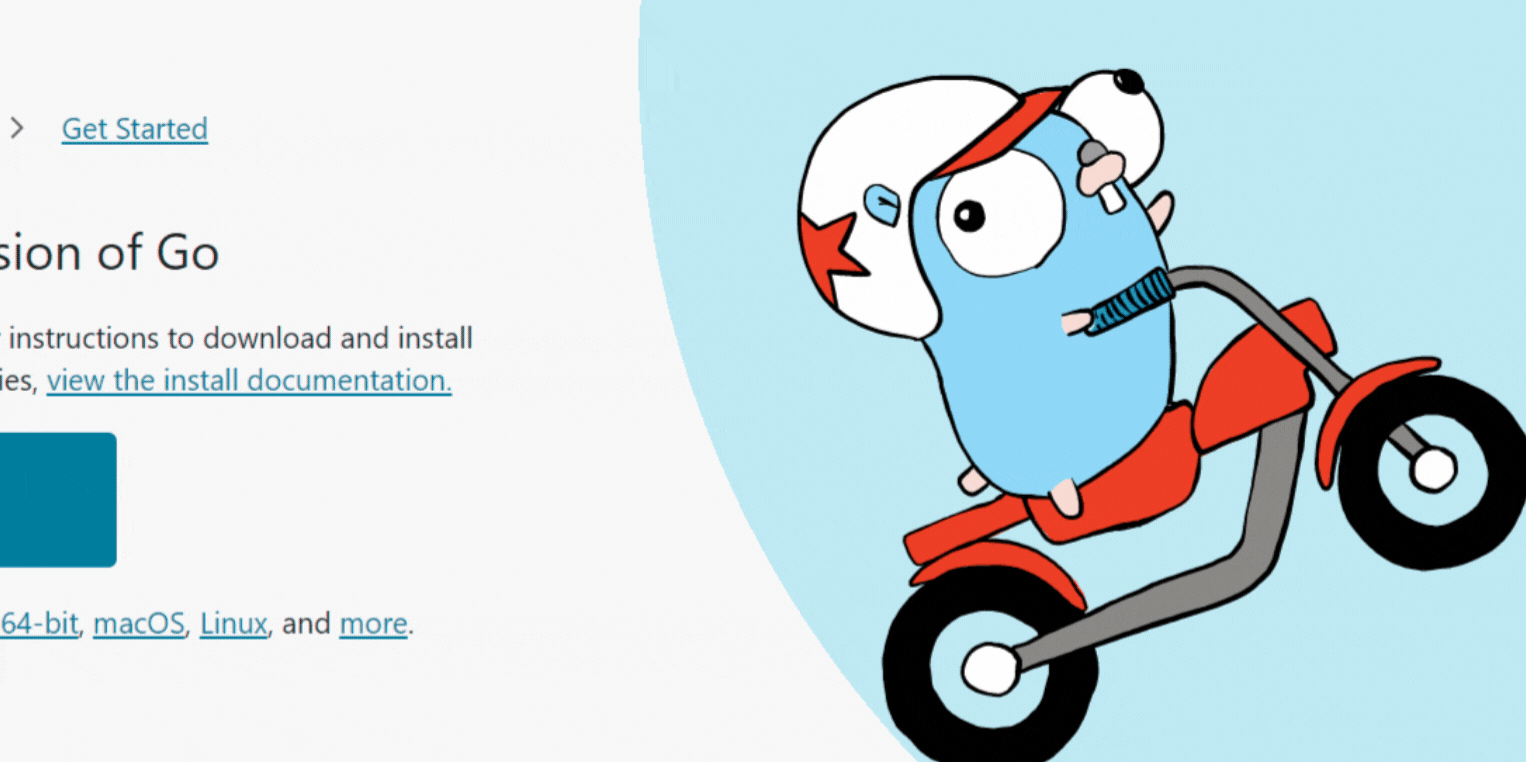 Get Started
sion of Go
instructions to download and install
ies, view the install documentation.
64-bit, macOS, Linux, and more.